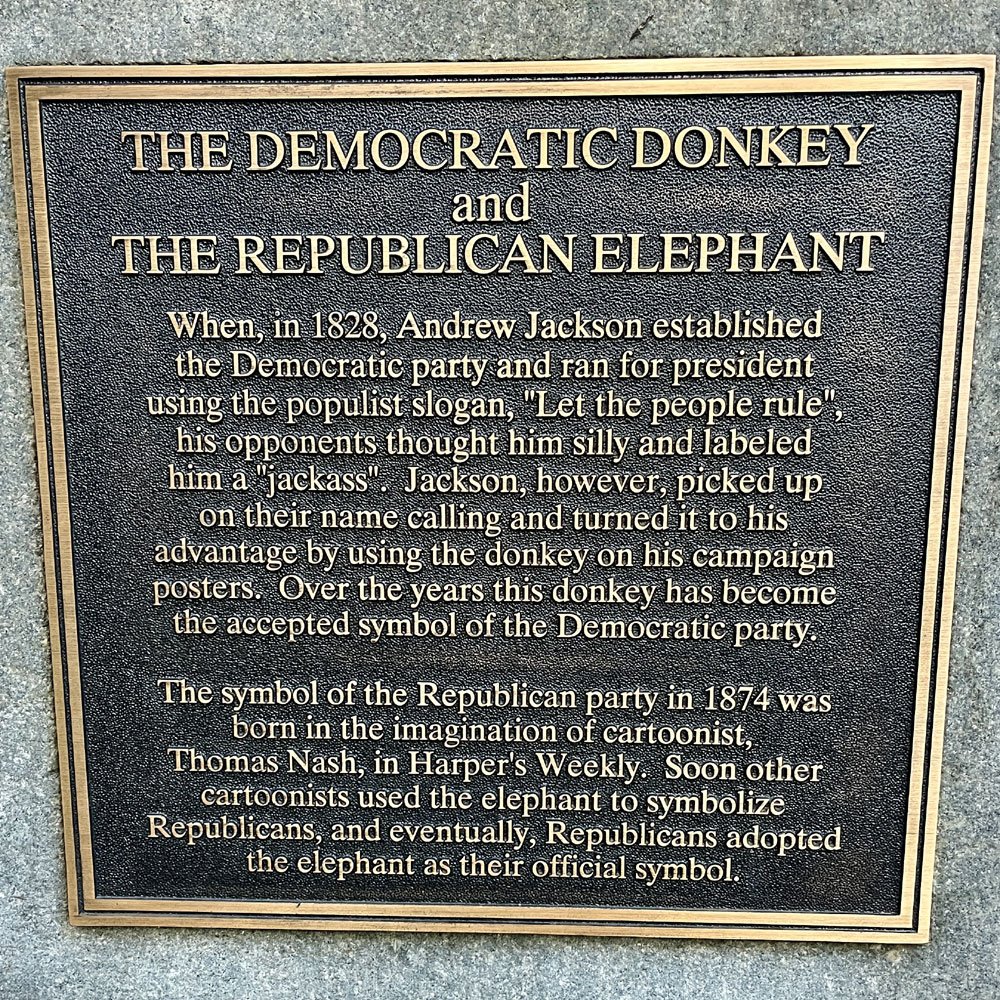 THE DEMOCRATIC DONKEY
and
THE REPUBLICAN ELEPHANT
When, in 1828, Andrew Jackson established
the Democratic party and ran for president
using the populist slogan, "Let the people rule",
his opponents thought him silly and labeled
him a "jackass". Jackson, however, picked up
on their name calling and turned it to his
advantage by using the donkey on his campaign
posters. Over the years this donkey has become
the accepted symbol of the Democratic party.
The symbol of the Republican party in 1874 was
born in the imagination of cartoonist,
Thomas Nash, in Harper's Weekly. Soon other
cartoonists used the elephant to symbolize
Republicans, and eventually, Republicans adopted
the elephant as their official symbol.